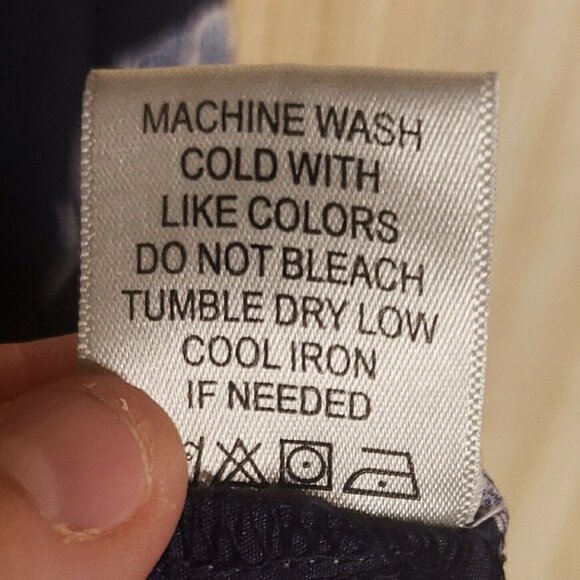 MACHINE WASH
COLD WITH
LIKE COLORS
DO NOT BLEACH
TUMBLE DRY LOW
COOL IRON
IF NEEDED